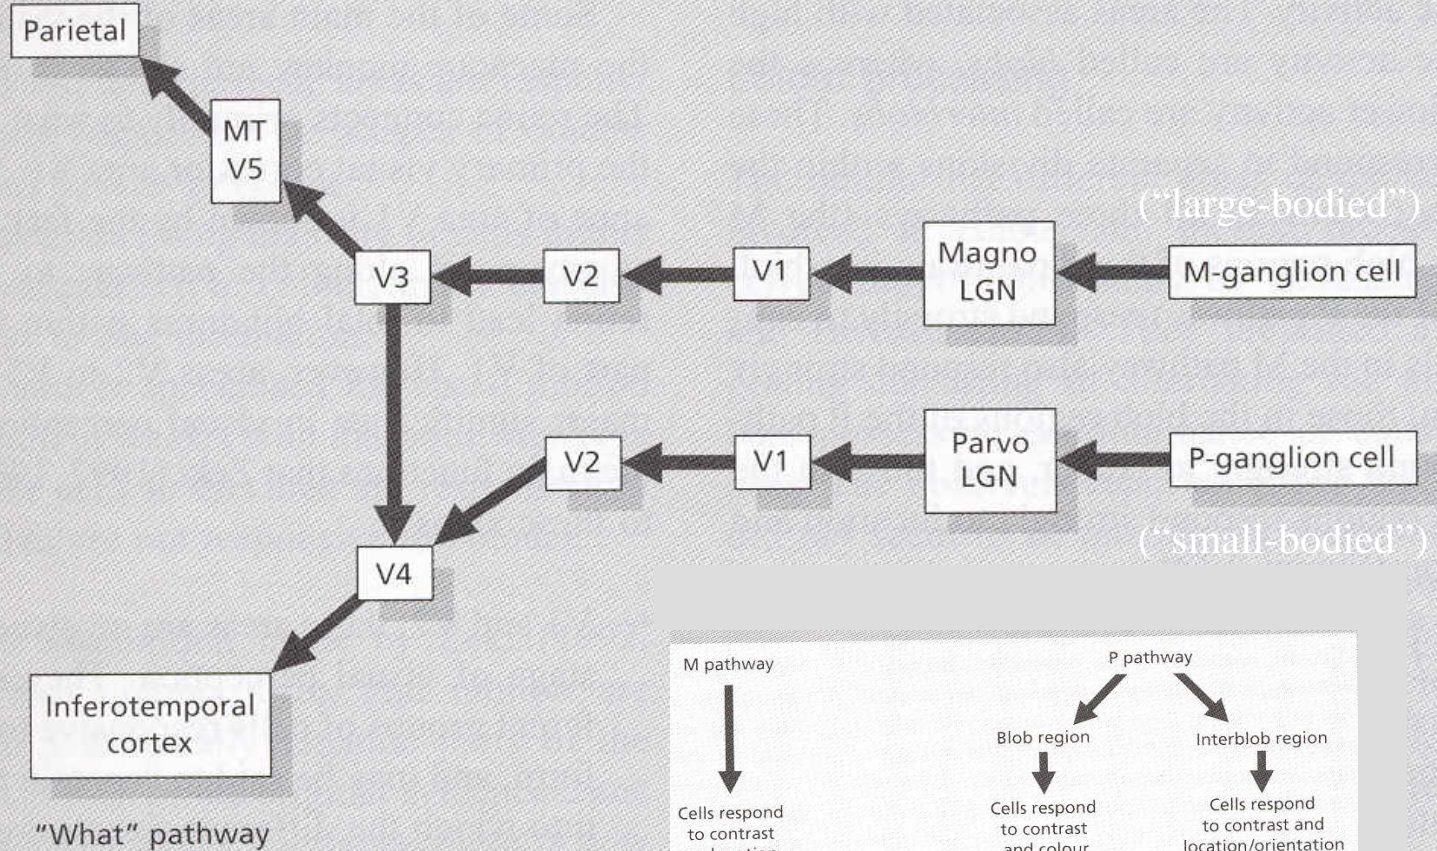 Parietal
MT
V5
("large-bodied")
V3
V2
V1
Magno
LGN
M-ganglion cell
V2
V1
Parvo
LGN
P-ganglion cell
("small-bodied")
V4
Inferotemporal
cortex
"What" pathway
M pathway
P pathway
Blob region
Interblob region
Cells respond
to contrast
Cells respond
to contrast
and colour
Cells respond
to contrast and
location/orientation